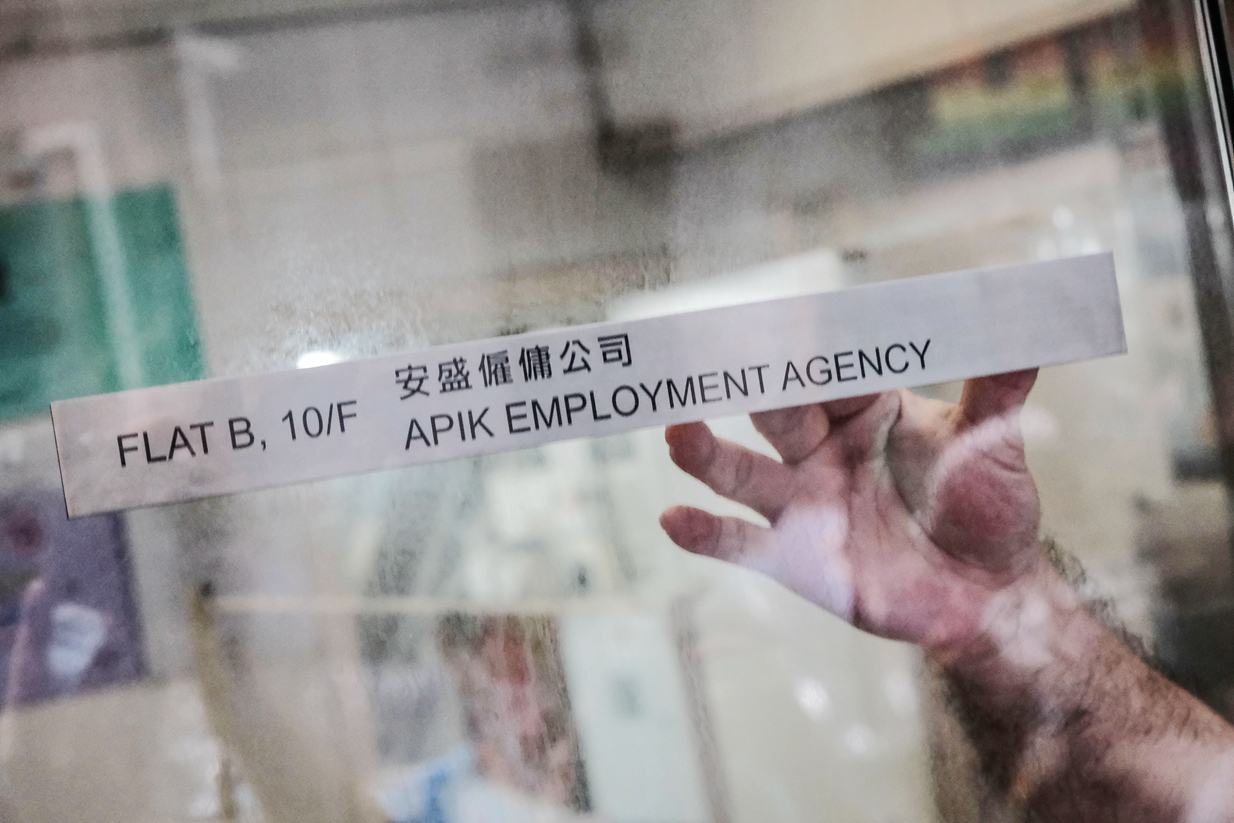 FLAT B, 10/F
安盛僱傭公司
APIK EMPLOYMENT AGENCY